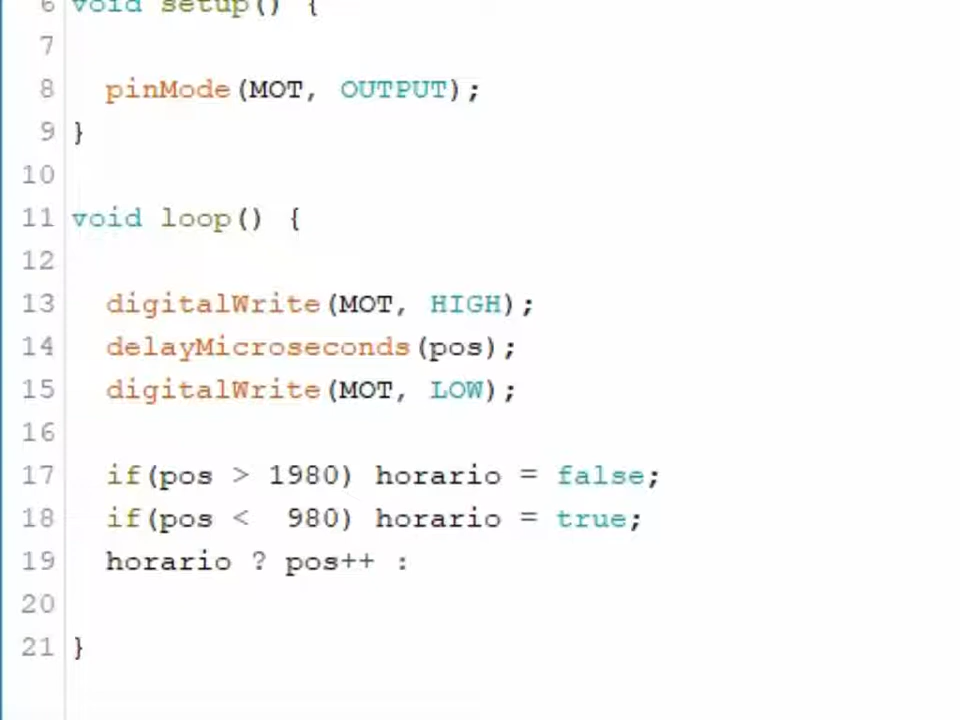 6 void setup() {
7
8 pinMode(MOT, OUTPUT);
9 }
10
11 void loop() {
12
13 digitalWrite(MOT, HIGH);
14 delayMicroseconds(pos);
15 digitalWrite(MOT, LOW);
16
17 if(pos > 1980) horario = false;
18 if(pos <  980) horario = true;
19 horario ? pos++ :
20
21 }